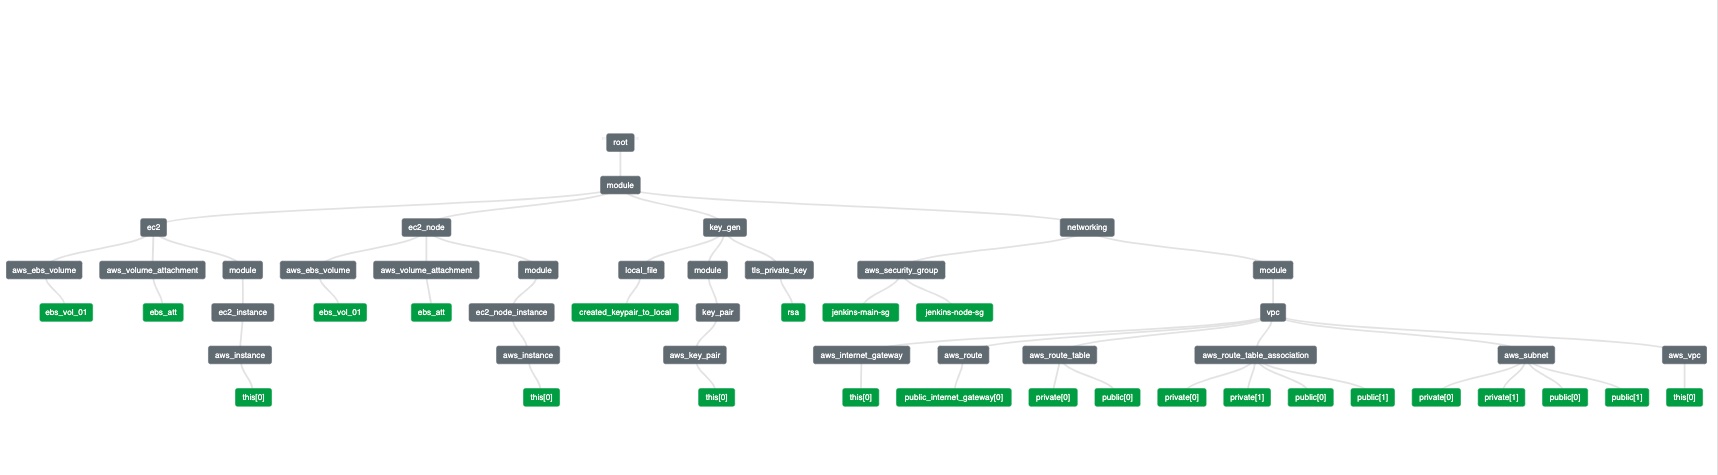 root
module
ec2 ec2_node key_gen networking
aws_ebs_volume aws_volume_attachment module aws_ebs_volume aws_volume_attachment module local_file module tls_private_key aws_security_group module
ebs_vol_01 ebs_att ec2_instance ebs_vol_01 ebs_att ec2_node_instance created_keypair_to_local key_pair rsa jenkins-main-sg jenkins-node-sg vpc
aws_instance aws_instance aws_key_pair aws_internet_gateway aws_route aws_route_table aws_route_table_association aws_subnet aws_vpc
this[0] this[0] this[0] this[0] public_internet_gateway[0] private[0] public[0] private[0] private[1] public[0] public[1] private[0] private[1] public[0] public[1] this[0]